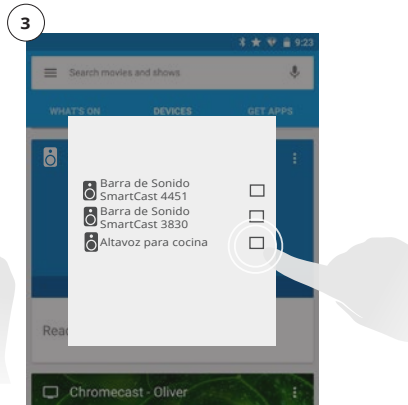 3
9:23
Search movies and shows
WHAT'S ON DEVICES GET APPS
Barra de Sonido
SmartCast 4451
Barra de Sonido
SmartCast 3830
Altavoz para cocina
Chromecast - Oliver